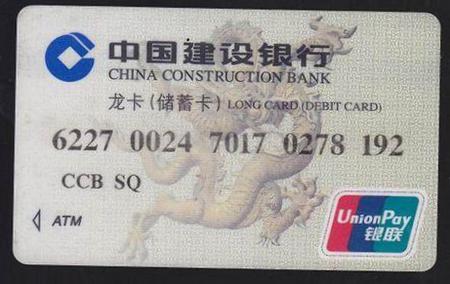 中国建设银行
CHINA CONSTRUCTION BANK
龙卡(储蓄卡) LONG CARD (DEBIT CARD)
6227 0024 7017 0278 192
CCB SQ
ATM
UnionPay
银联